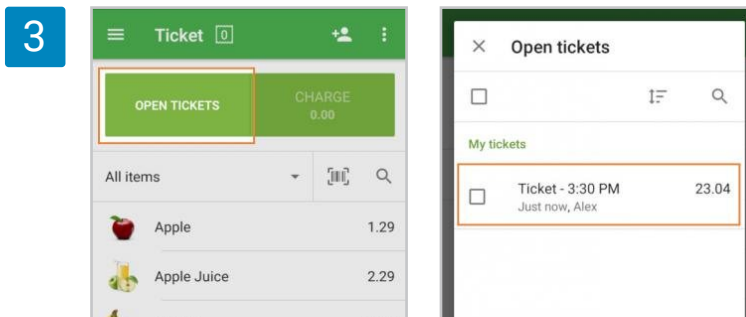 3
Ticket 0
OPEN TICKETS
CHARGE
0.00
All items
Apple 1.29
Apple Juice 2.29
Open tickets
My tickets
Ticket - 3:30 PM 23.04
Just now, Alex